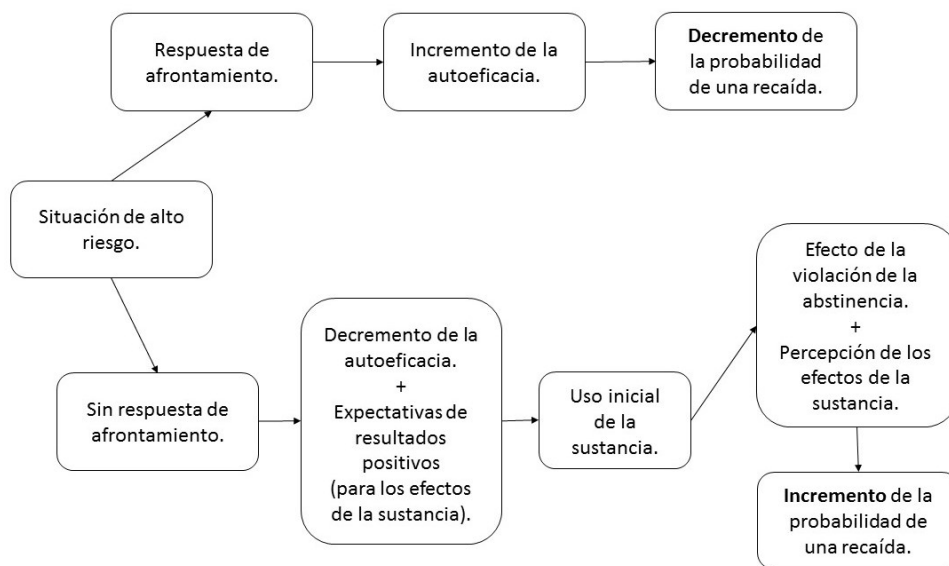 Respuesta de
afrontamiento.
Incremento de la
autoeficacia.
Decremento de
la probabilidad
de una recaída.
Situación de alto
riesgo.
Sin respuesta de
afrontamiento.
Decremento de la
autoeficacia.
+
Expectativas de
resultados
positivos
(para los efectos
de la sustancia).
Uso inicial
de la
sustancia.
Efecto de la
violación de la
abstinencia.
+
Percepción de los
efectos de la
sustancia.
Incremento de la
probabilidad de
una recaída.